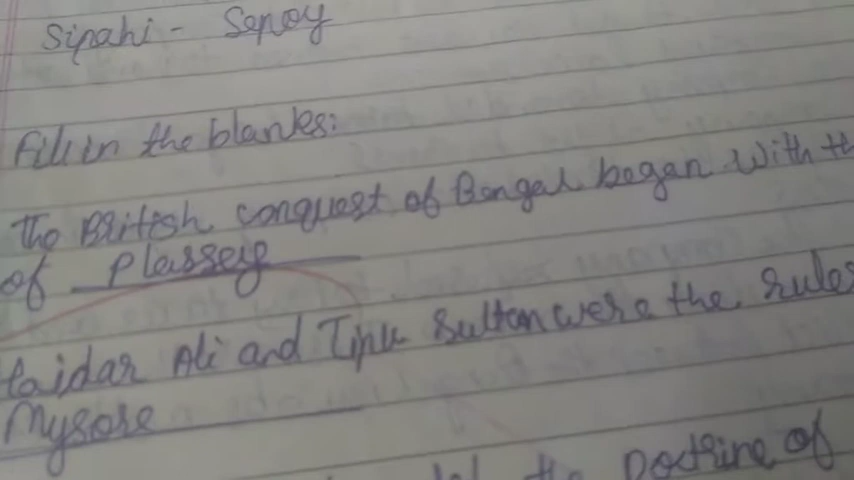 Sipahi - Sepoy
Fill in the blanks:
The British conquest of Bengal began with th
of Plassey
Haidar Ali and Tipu Sultan were the rules
Mysore
the Doctrine of